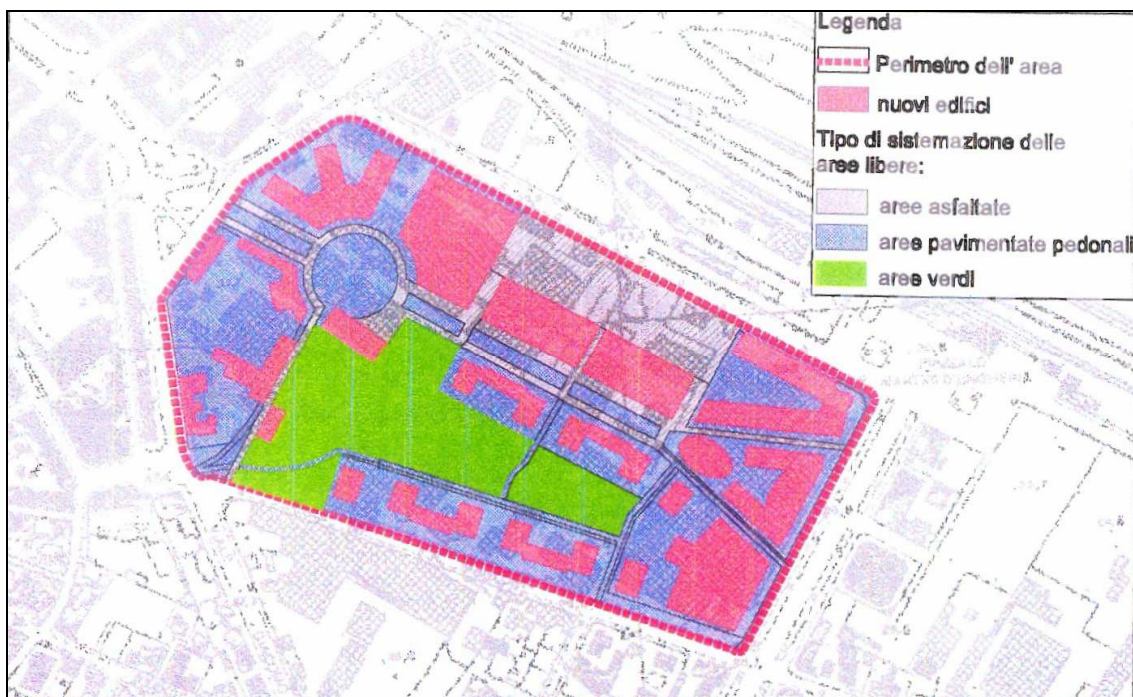 Legenda
Perimetro dell' area
nuovi edifici
Tipo di sistemazione delle
aree libere:
aree asfaltate
aree pavimentate pedonali
aree verdi